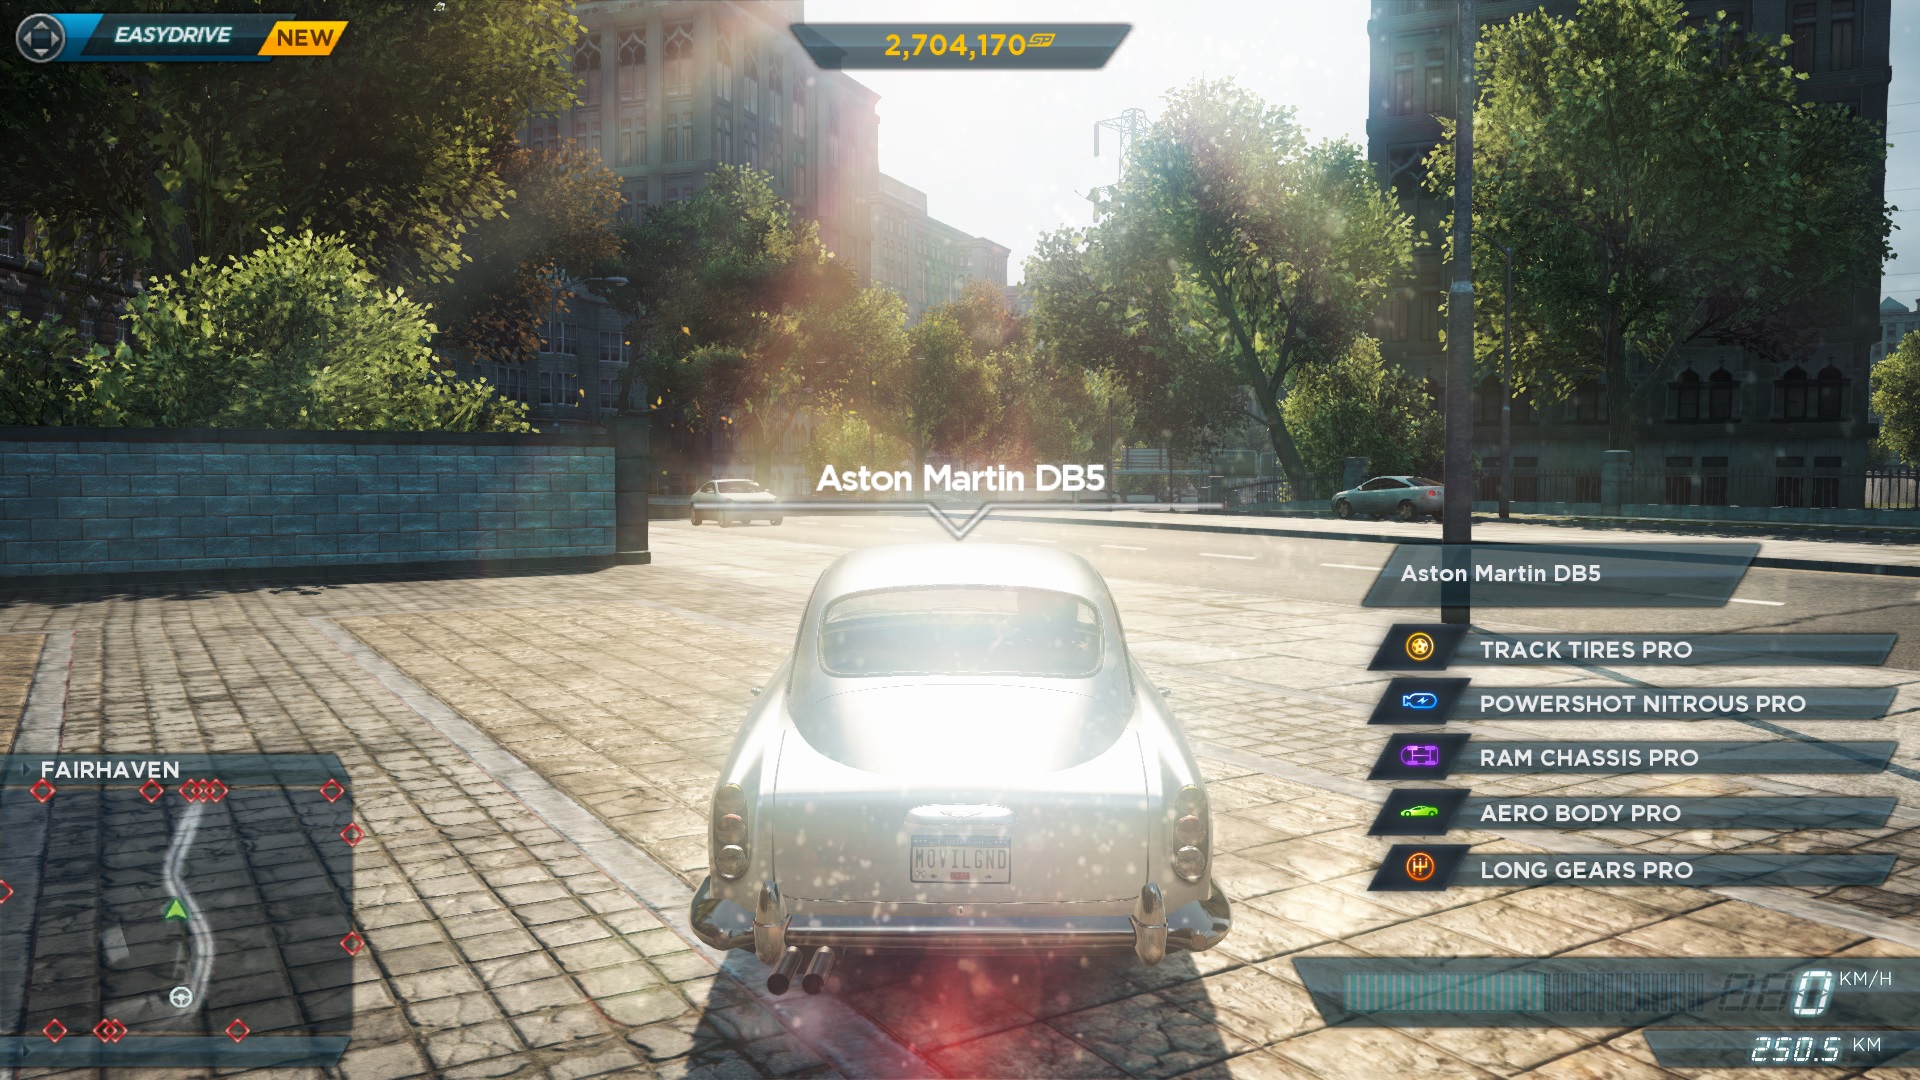 EASYDRIVE NEW
2,704,170 SP
Aston Martin DB5
Aston Martin DB5
TRACK TIRES PRO
POWERSHOT NITROUS PRO
RAM CHASSIS PRO
AERO BODY PRO
LONG GEARS PRO
FAIRHAVEN
MOVILGND
0 KM/H
250.5 KM